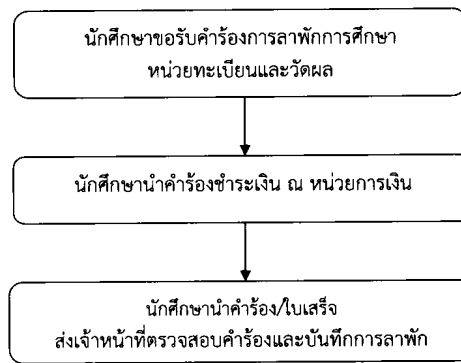 นักศึกษาขอรับคำร้องการลาพักการศึกษา
หน่วยทะเบียนและวัดผล
นักศึกษานำคำร้องชำระเงิน ณ หน่วยการเงิน
นักศึกษานำคำร้อง/ใบเสร็จ
ส่งเจ้าหน้าที่ตรวจสอบคำร้องและบันทึกการลาพัก